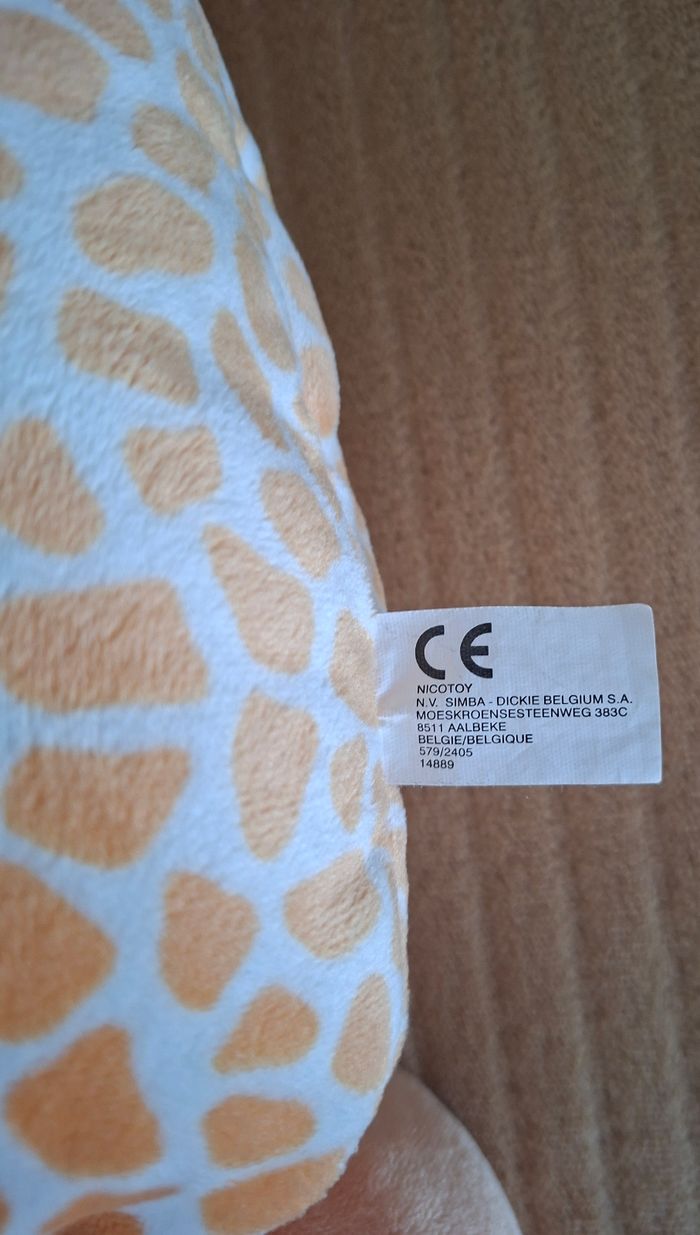 CE
NICOTOY
N.V. SIMBA - DICKIE BELGIUM S.A.
MOESKROENSESTEENWEG 383C
8511 AALBEKE
BELGIE/BELGIQUE
579/2405
14889